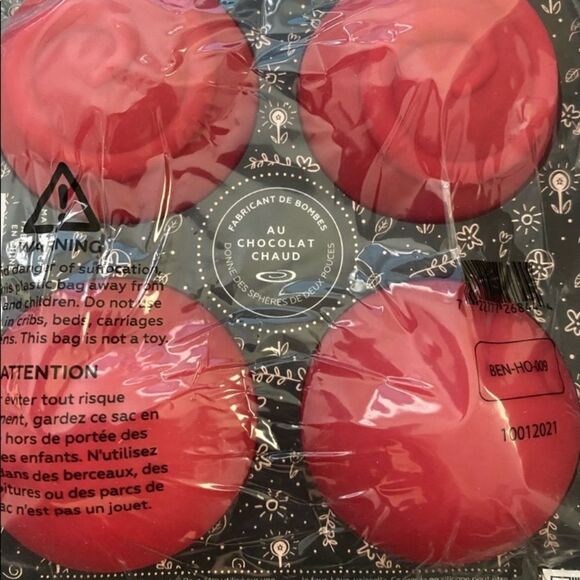 FABRICANT DE BOMBES
AU
CHOCOLAT
CHAUD
DONNE DES SPHÈRES DE DEUX POUCES
WARNING
danger of suffocation,
this plastic bag away from
and children. Do not use
in cribs, beds, carriages
This bag is not a toy.
ATTENTION
éviter tout risque
gardez ce sac en
hors de portée des
es enfants. N'utilisez
dans des berceaux, des
ou des parcs de
n'est pas un jouet.
BEN-HO-009
10012021